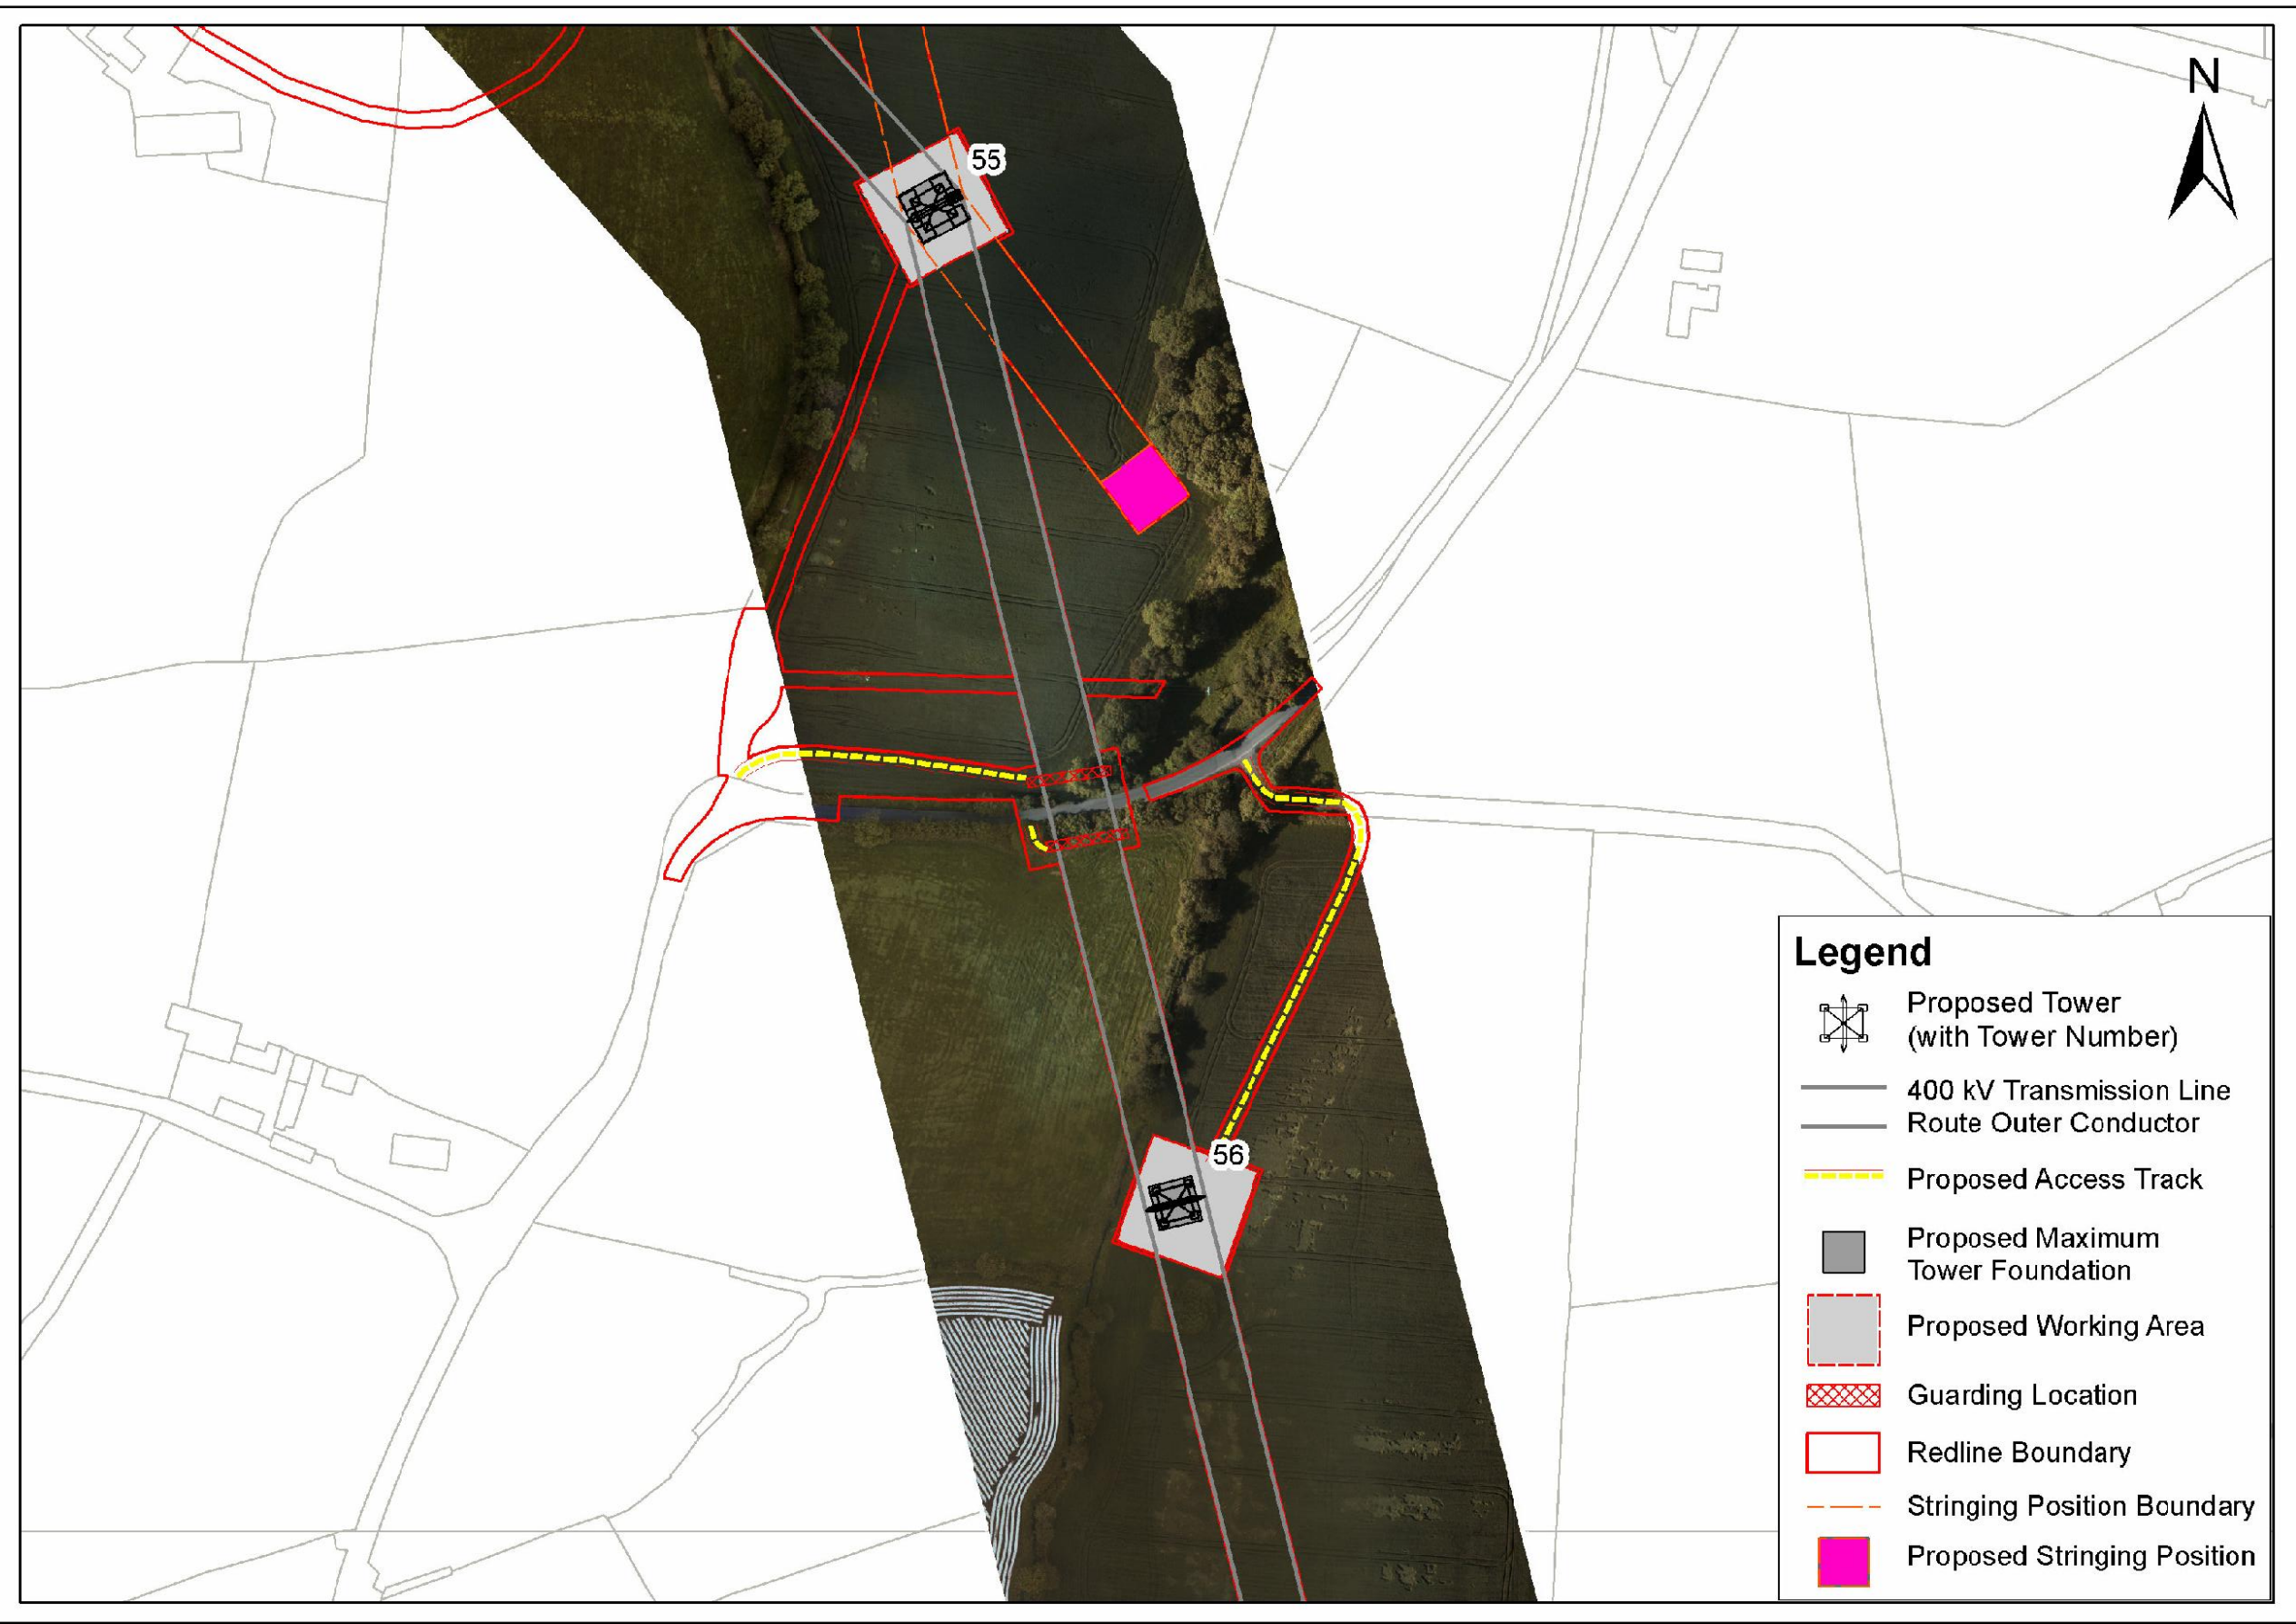 N
55
56
Legend
Proposed Tower
(with Tower Number)
400 kV Transmission Line
Route Outer Conductor
Proposed Access Track
Proposed Maximum
Tower Foundation
Proposed Working Area
Guarding Location
Redline Boundary
Stringing Position Boundary
Proposed Stringing Position